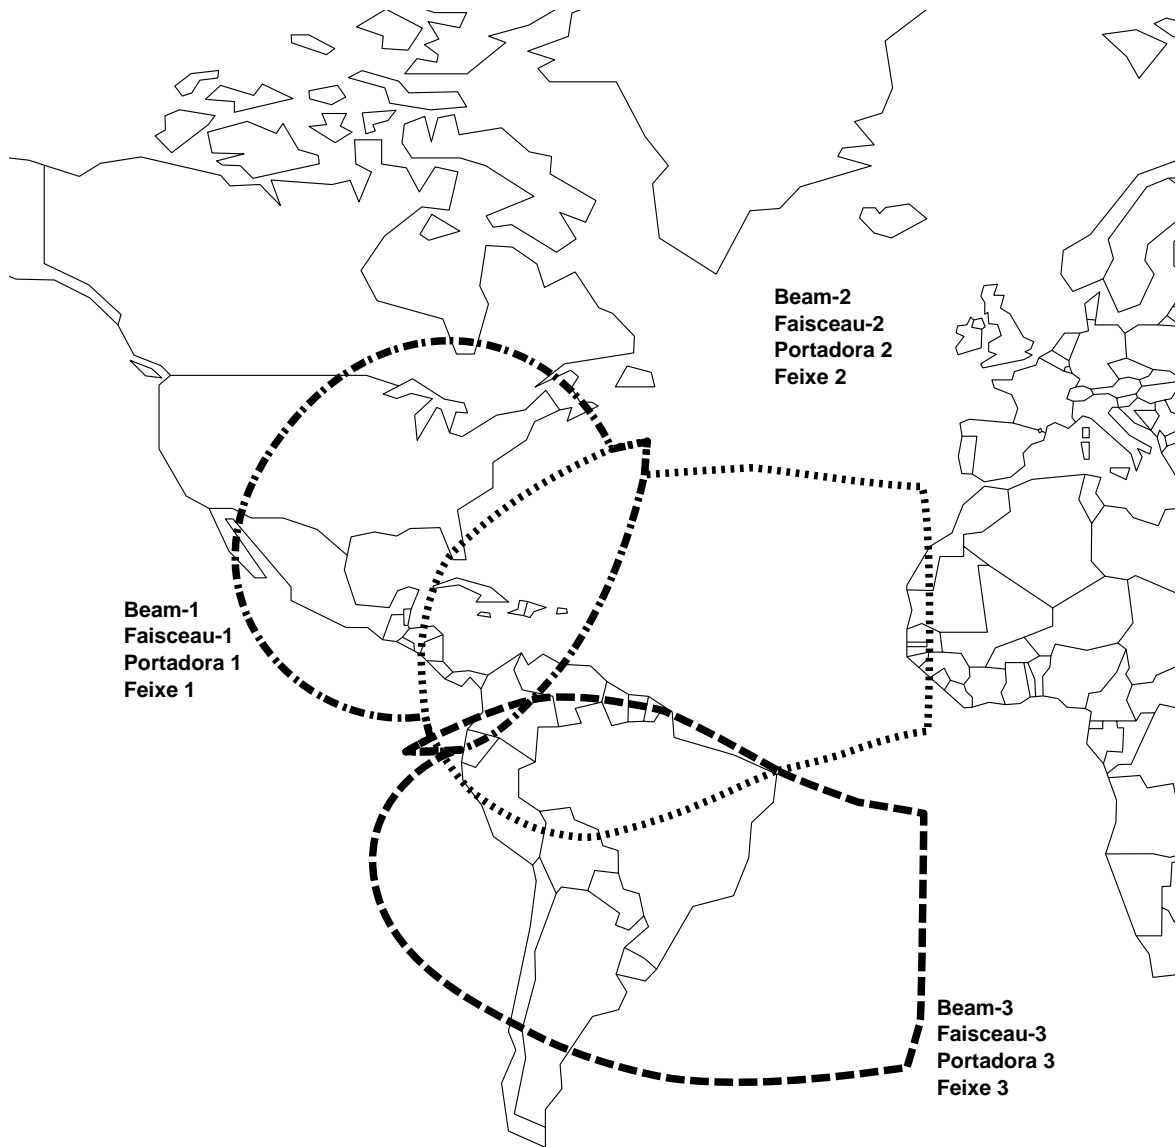 Beam-2
Faisceau-2
Portadora 2
Feixe 2
Beam-1
Faisceau-1
Portadora 1
Feixe 1
Beam-3
Faisceau-3
Portadora 3
Feixe 3